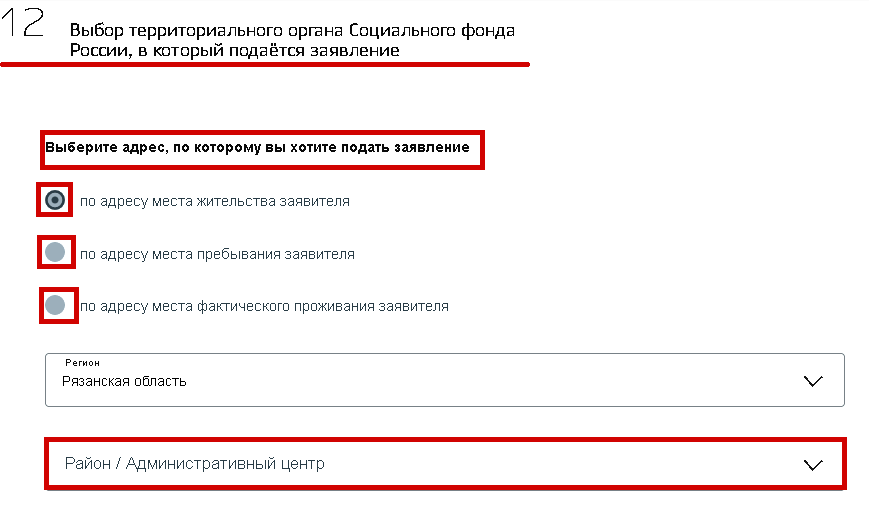 12
Выбор территориального органа Социального фонда
России, в который подаётся заявление
Выберите адрес, по которому вы хотите подать заявление
по адресу места жительства заявителя
по адресу места пребывания заявителя
по адресу места фактического проживания заявителя
Регион
Рязанская область
Район / Административный центр